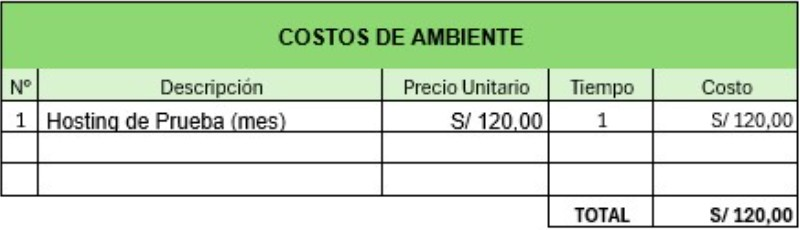 COSTOS DE AMBIENTE
Nº Descripción Precio Unitario Tiempo Costo
1 Hosting de Prueba (mes) S/ 120,00 1 S/ 120,00
TOTAL S/ 120,00